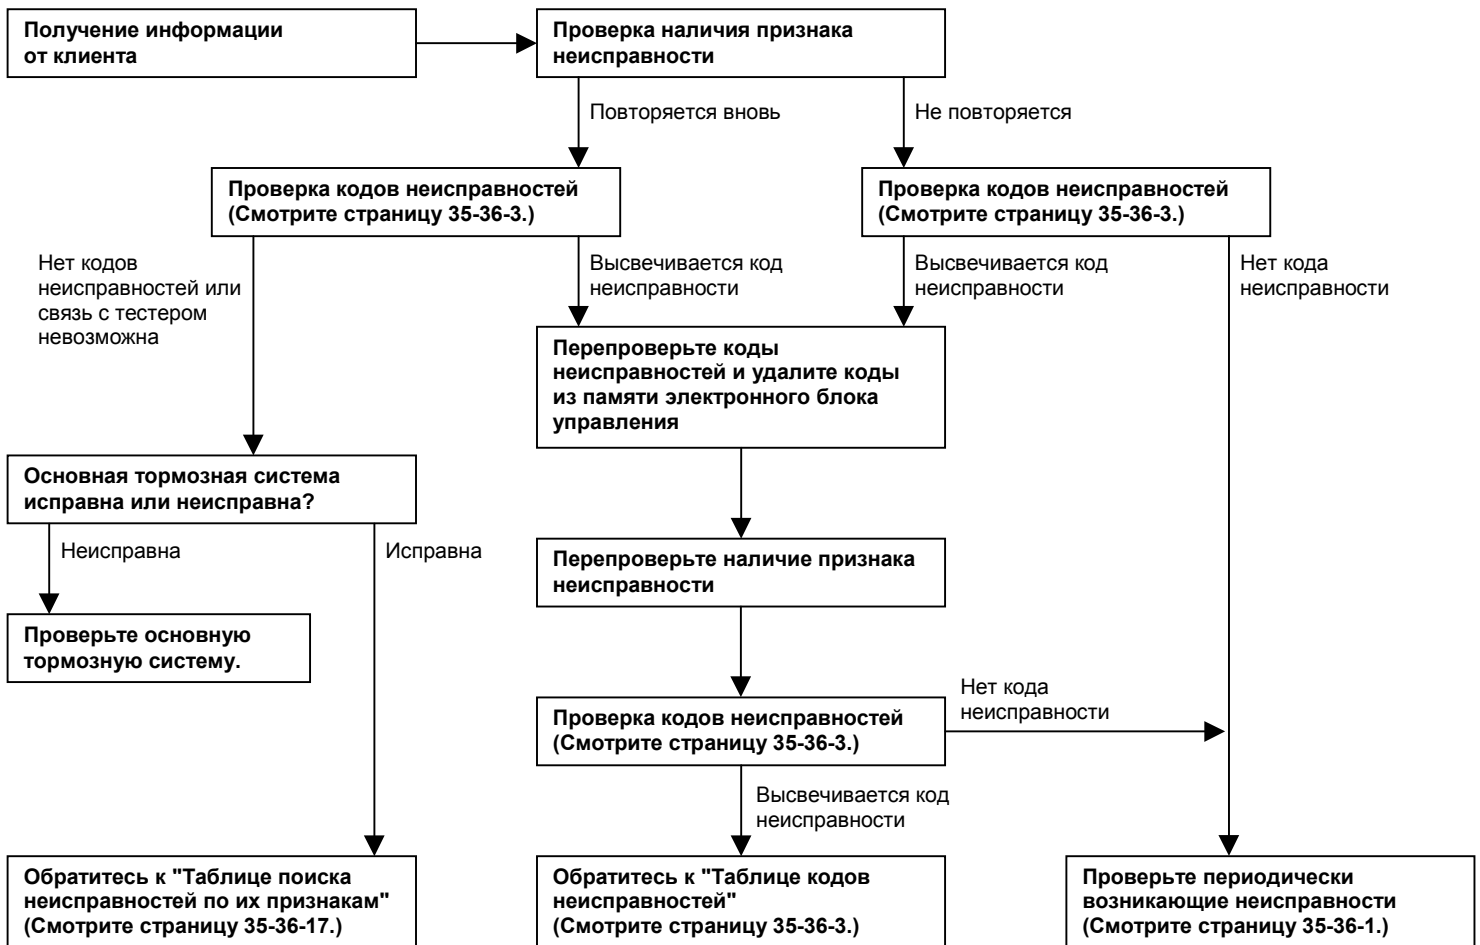 Получение информации
от клиента
Проверка наличия признака
неисправности
Повторяется вновь
Не повторяется
Проверка кодов неисправностей
(Смотрите страницу 35-36-3.)
Проверка кодов неисправностей
(Смотрите страницу 35-36-3.)
Нет кодов
неисправностей или
связь с тестером
невозможна
Высвечивается код
неисправности
Высвечивается код
неисправности
Нет кода
неисправности
Перепроверьте коды
неисправностей и удалите коды
из памяти электронного блока
управления
Основная тормозная система
исправна или неисправна?
Неисправна
Исправна
Перепроверьте наличие признака
неисправности
Проверьте основную
тормозную систему.
Нет кода
неисправности
Проверка кодов неисправностей
(Смотрите страницу 35-36-3.)
Высвечивается код
неисправности
Обратитесь к "Таблице поиска
неисправностей по их признакам"
(Смотрите страницу 35-36-17.)
Обратитесь к "Таблице кодов
неисправностей"
(Смотрите страницу 35-36-3.)
Проверьте периодически
возникающие неисправности
(Смотрите страницу 35-36-1.)